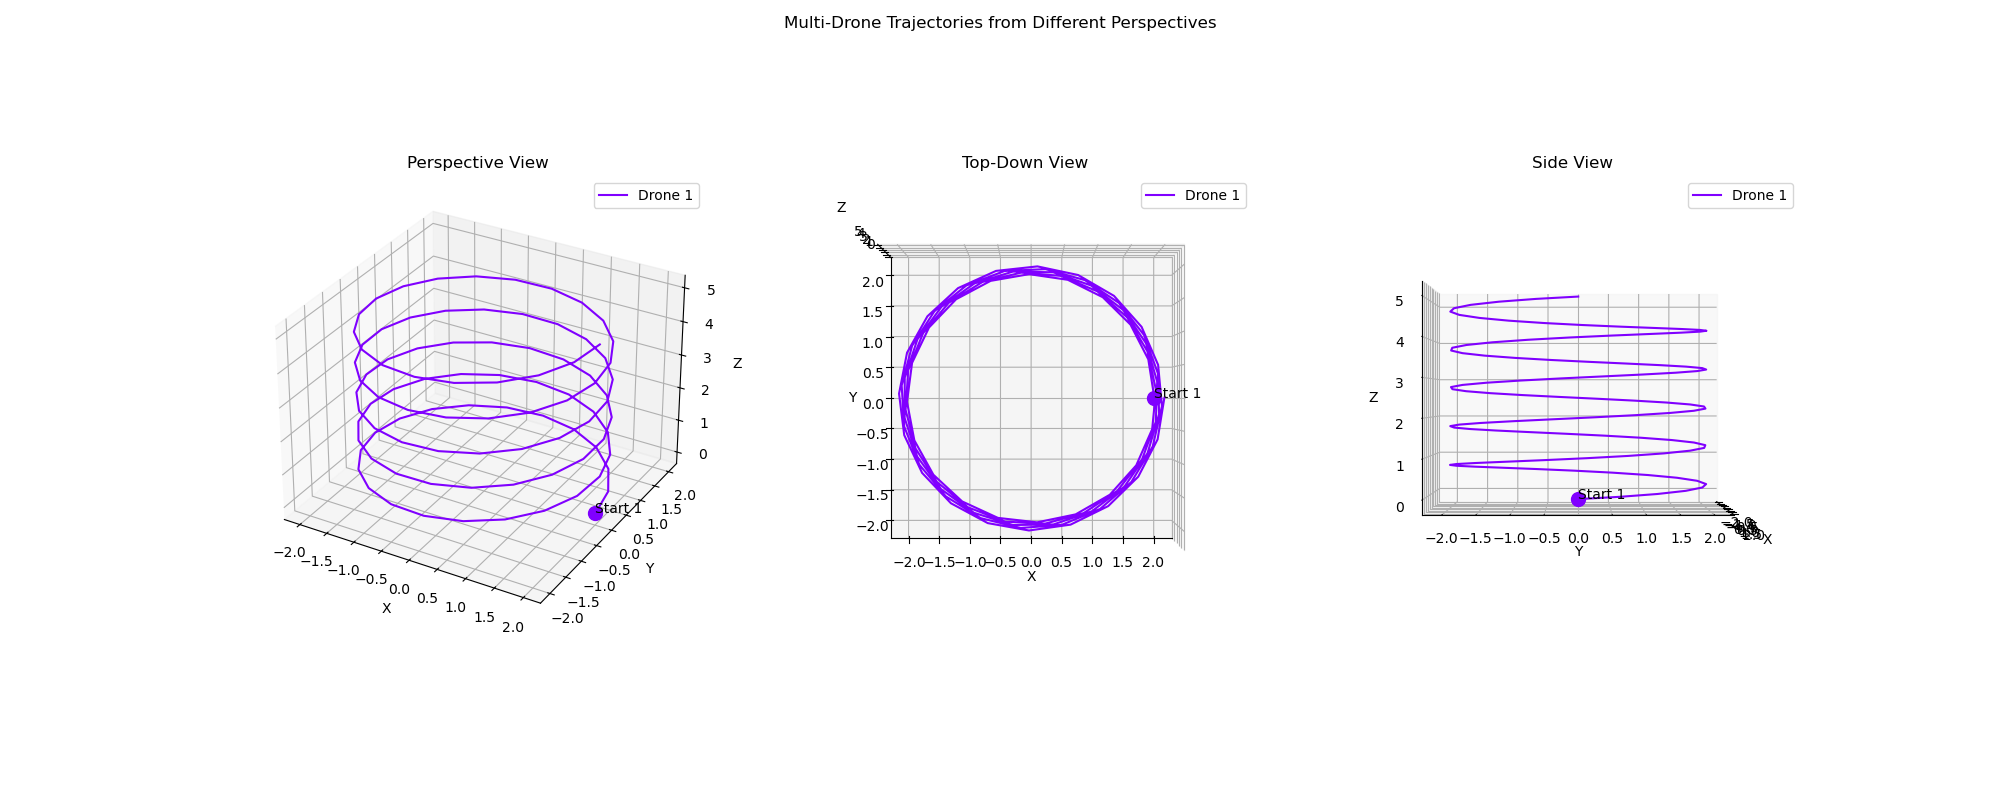 Multi-Drone Trajectories from Different Perspectives
Perspective View
Drone 1
5
4
3
2
1
0
Z
Start 1
2.0
1.5
1.0
0.5
0.0
−0.5
−1.0
−1.5
−2.0
Y
−2.0
−1.5
−1.0
−0.5
0.0
0.5
1.0
1.5
2.0
X
Top-Down View
Drone 1
Z
2.0
1.5
1.0
0.5
0.0
−0.5
−1.0
−1.5
−2.0
Y
Start 1
−2.0 −1.5 −1.0 −0.5 0.0 0.5 1.0 1.5 2.0
X
Side View
Drone 1
5
4
3
2
1
0
Z
Start 1
−2.0 −1.5 −1.0 −0.5 0.0 0.5 1.0 1.5 2.0
Y
X